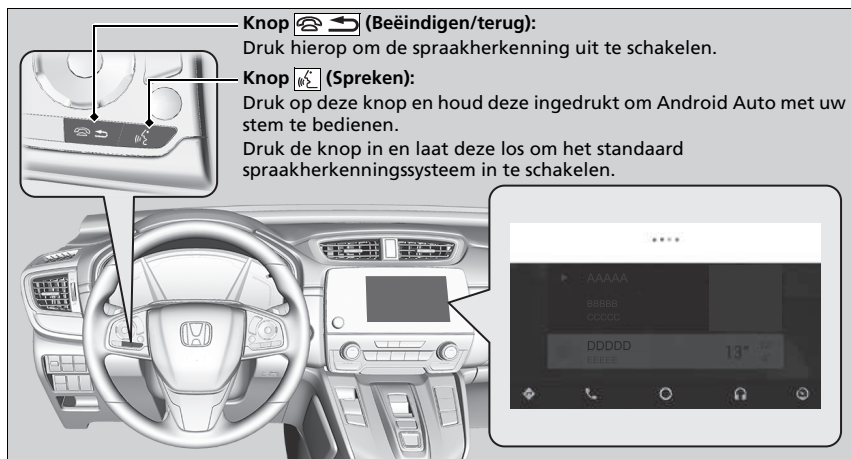 Knop (Beëindigen/terug):
Druk hierop om de spraakherkenning uit te schakelen.
Knop (Spreken):
Druk op deze knop en houd deze ingedrukt om Android Auto met uw
stem te bedienen.
Druk de knop in en laat deze los om het standaard
spraakherkenningssysteem in te schakelen.
AAAAA
BBBBB
CCCCC
DDDDD
13°